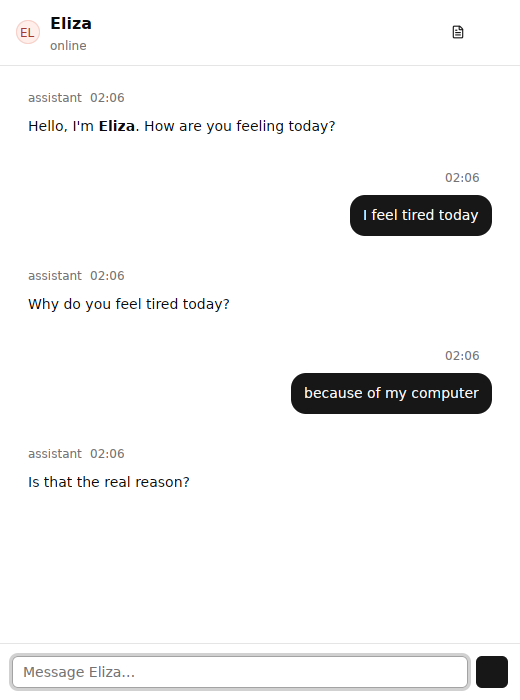 EL
Eliza
online
assistant 02:06
Hello, I'm Eliza. How are you feeling today?
02:06
I feel tired today
assistant 02:06
Why do you feel tired today?
02:06
because of my computer
assistant 02:06
Is that the real reason?
Message Eliza...